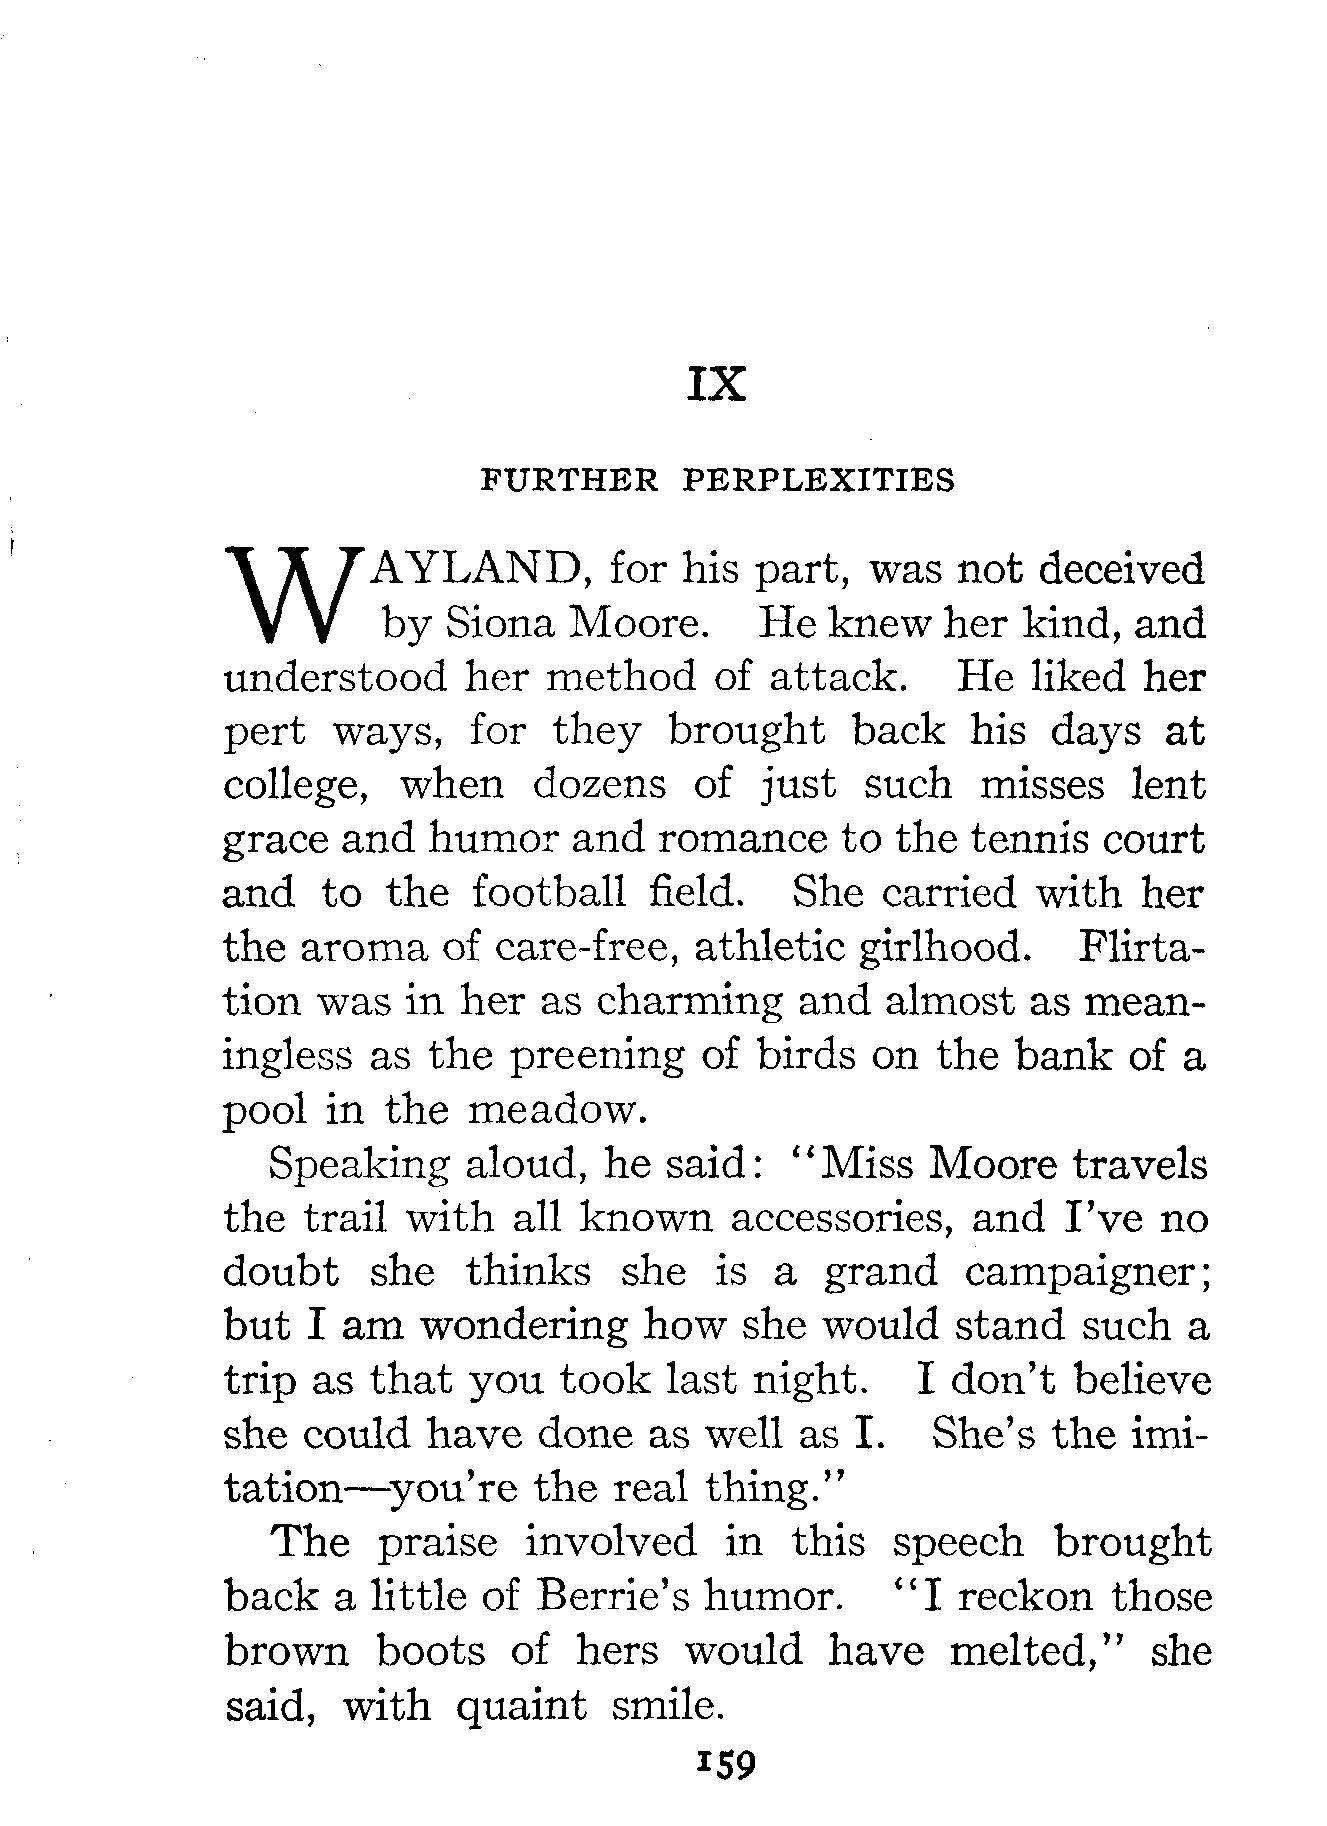 IX
FURTHER PERPLEXITIES
WAYLAND, for his part, was not deceived
by Siona Moore. He knew her kind, and
understood her method of attack. He liked her
pert ways, for they brought back his days at
college, when dozens of just such misses lent
grace and humor and romance to the tennis court
and to the football field. She carried with her
the aroma of care-free, athletic girlhood. Flirta-
tion was in her as charming and almost as mean-
ingless as the preening of birds on the bank of a
pool in the meadow.
Speaking aloud, he said: "Miss Moore travels
the trail with all known accessories, and I've no
doubt she thinks she is a grand campaigner;
but I am wondering how she would stand such a
trip as that you took last night. I don't believe
she could have done as well as I. She's the imi-
tation—you're the real thing."
The praise involved in this speech brought
back a little of Berrie's humor. "I reckon those
brown boots of hers would have melted," she
said, with quaint smile.
159